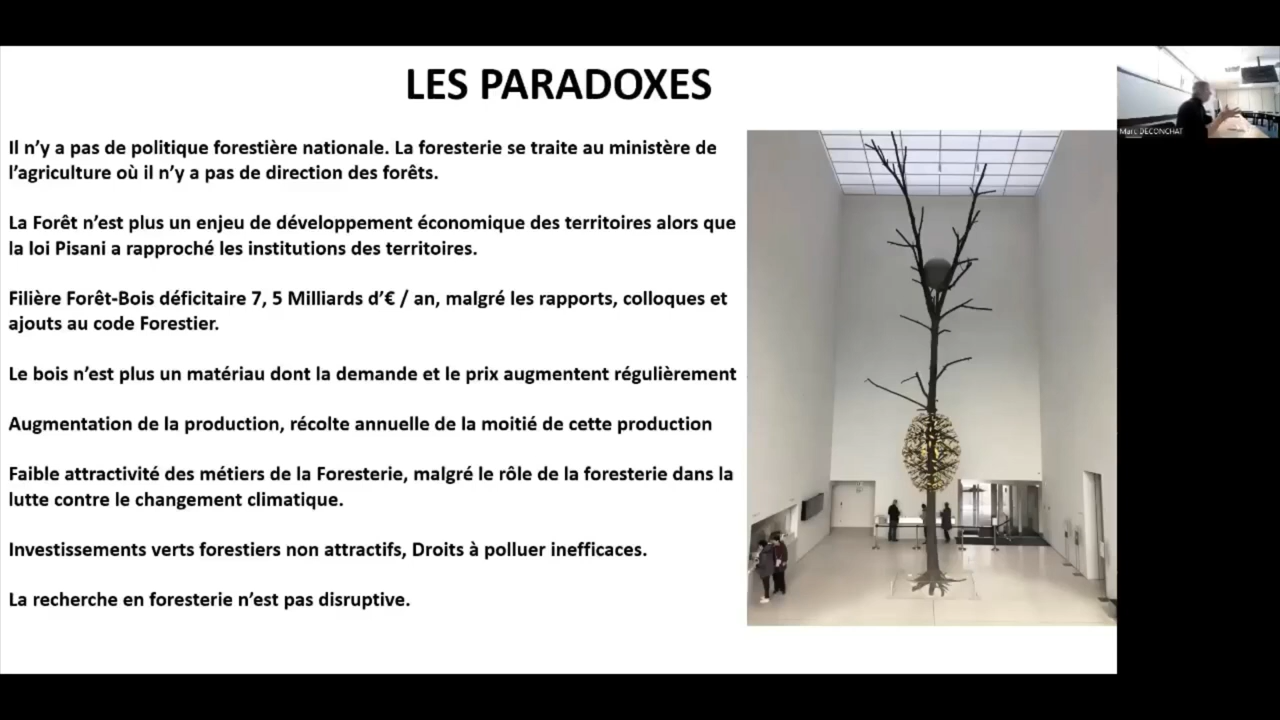 LES PARADOXES
Marc DECONCHAT
Il n’y a pas de politique forestière nationale. La foresterie se traite au ministère de
l’agriculture où il n’y a pas de direction des forêts.
La Forêt n’est plus un enjeu de développement économique des territoires alors que
la loi Pisani a rapproché les institutions des territoires.
Filière Forêt-Bois déficitaire 7, 5 Milliards d’€ / an, malgré les rapports, colloques et
ajouts au code Forestier.
Le bois n’est plus un matériau dont la demande et le prix augmentent régulièrement
Augmentation de la production, récolte annuelle de la moitié de cette production
Faible attractivité des métiers de la Foresterie, malgré le rôle de la foresterie dans la
lutte contre le changement climatique.
Investissements verts forestiers non attractifs, Droits à polluer inefficaces.
La recherche en foresterie n’est pas disruptive.